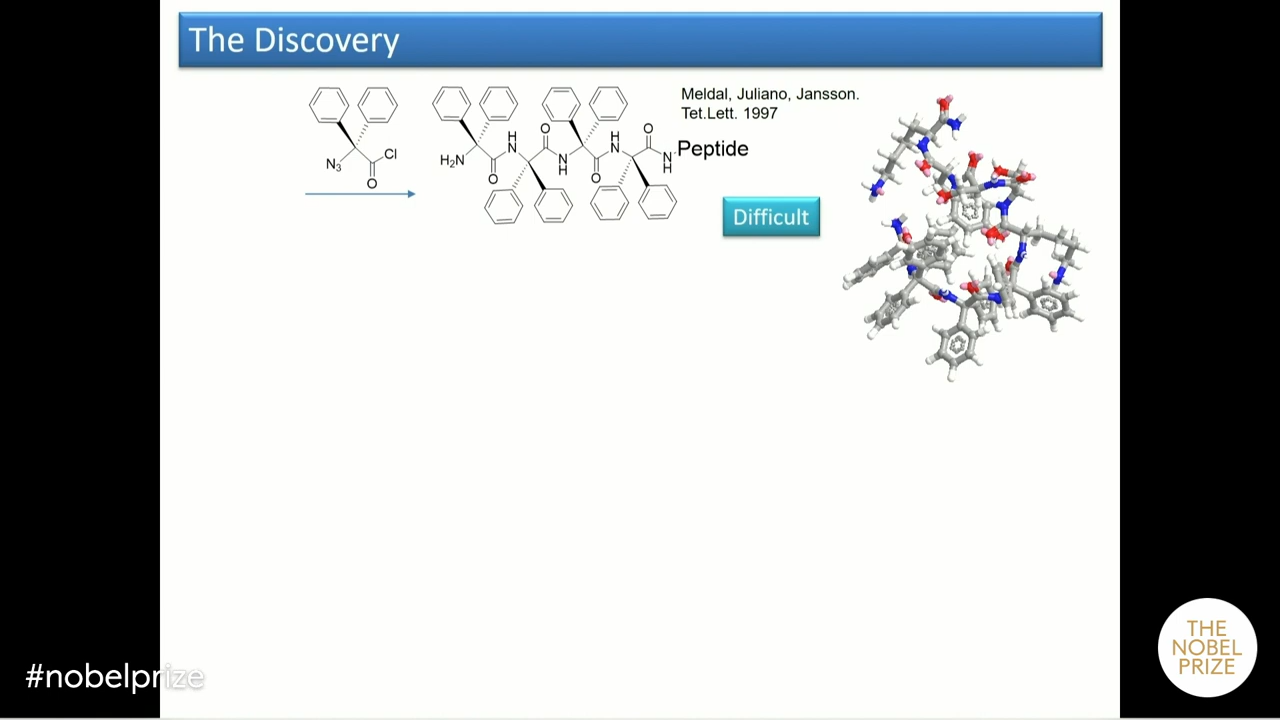 The Discovery
Meldal, Juliano, Jansson.
Tet.Lett. 1997
N3
Cl
O
H2N
O
H
N
O
N
H
O
H
N
O
N
H
Peptide
Difficult
THE
NOBEL
PRIZE
#nobelprize